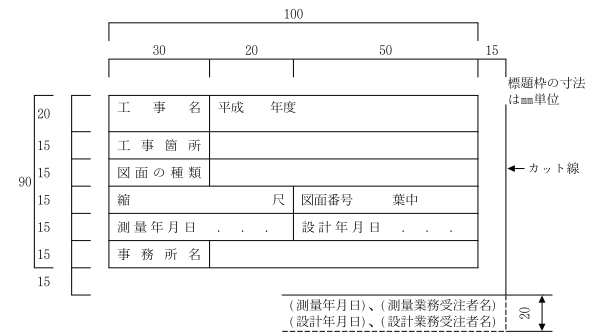 100
30 20 50 15
標題枠の寸法
は㎜単位
20 工事名 平成 年度
15 工事箇所
カット線
15 図面の種類
90
15 縮 尺 図面番号 葉中
15 測量年月日 . . . 設計年月日 . . .
15 事務所名
15
(測量年月日)、(測量業務受注者名)
(設計年月日)、(設計業務受注者名)
20